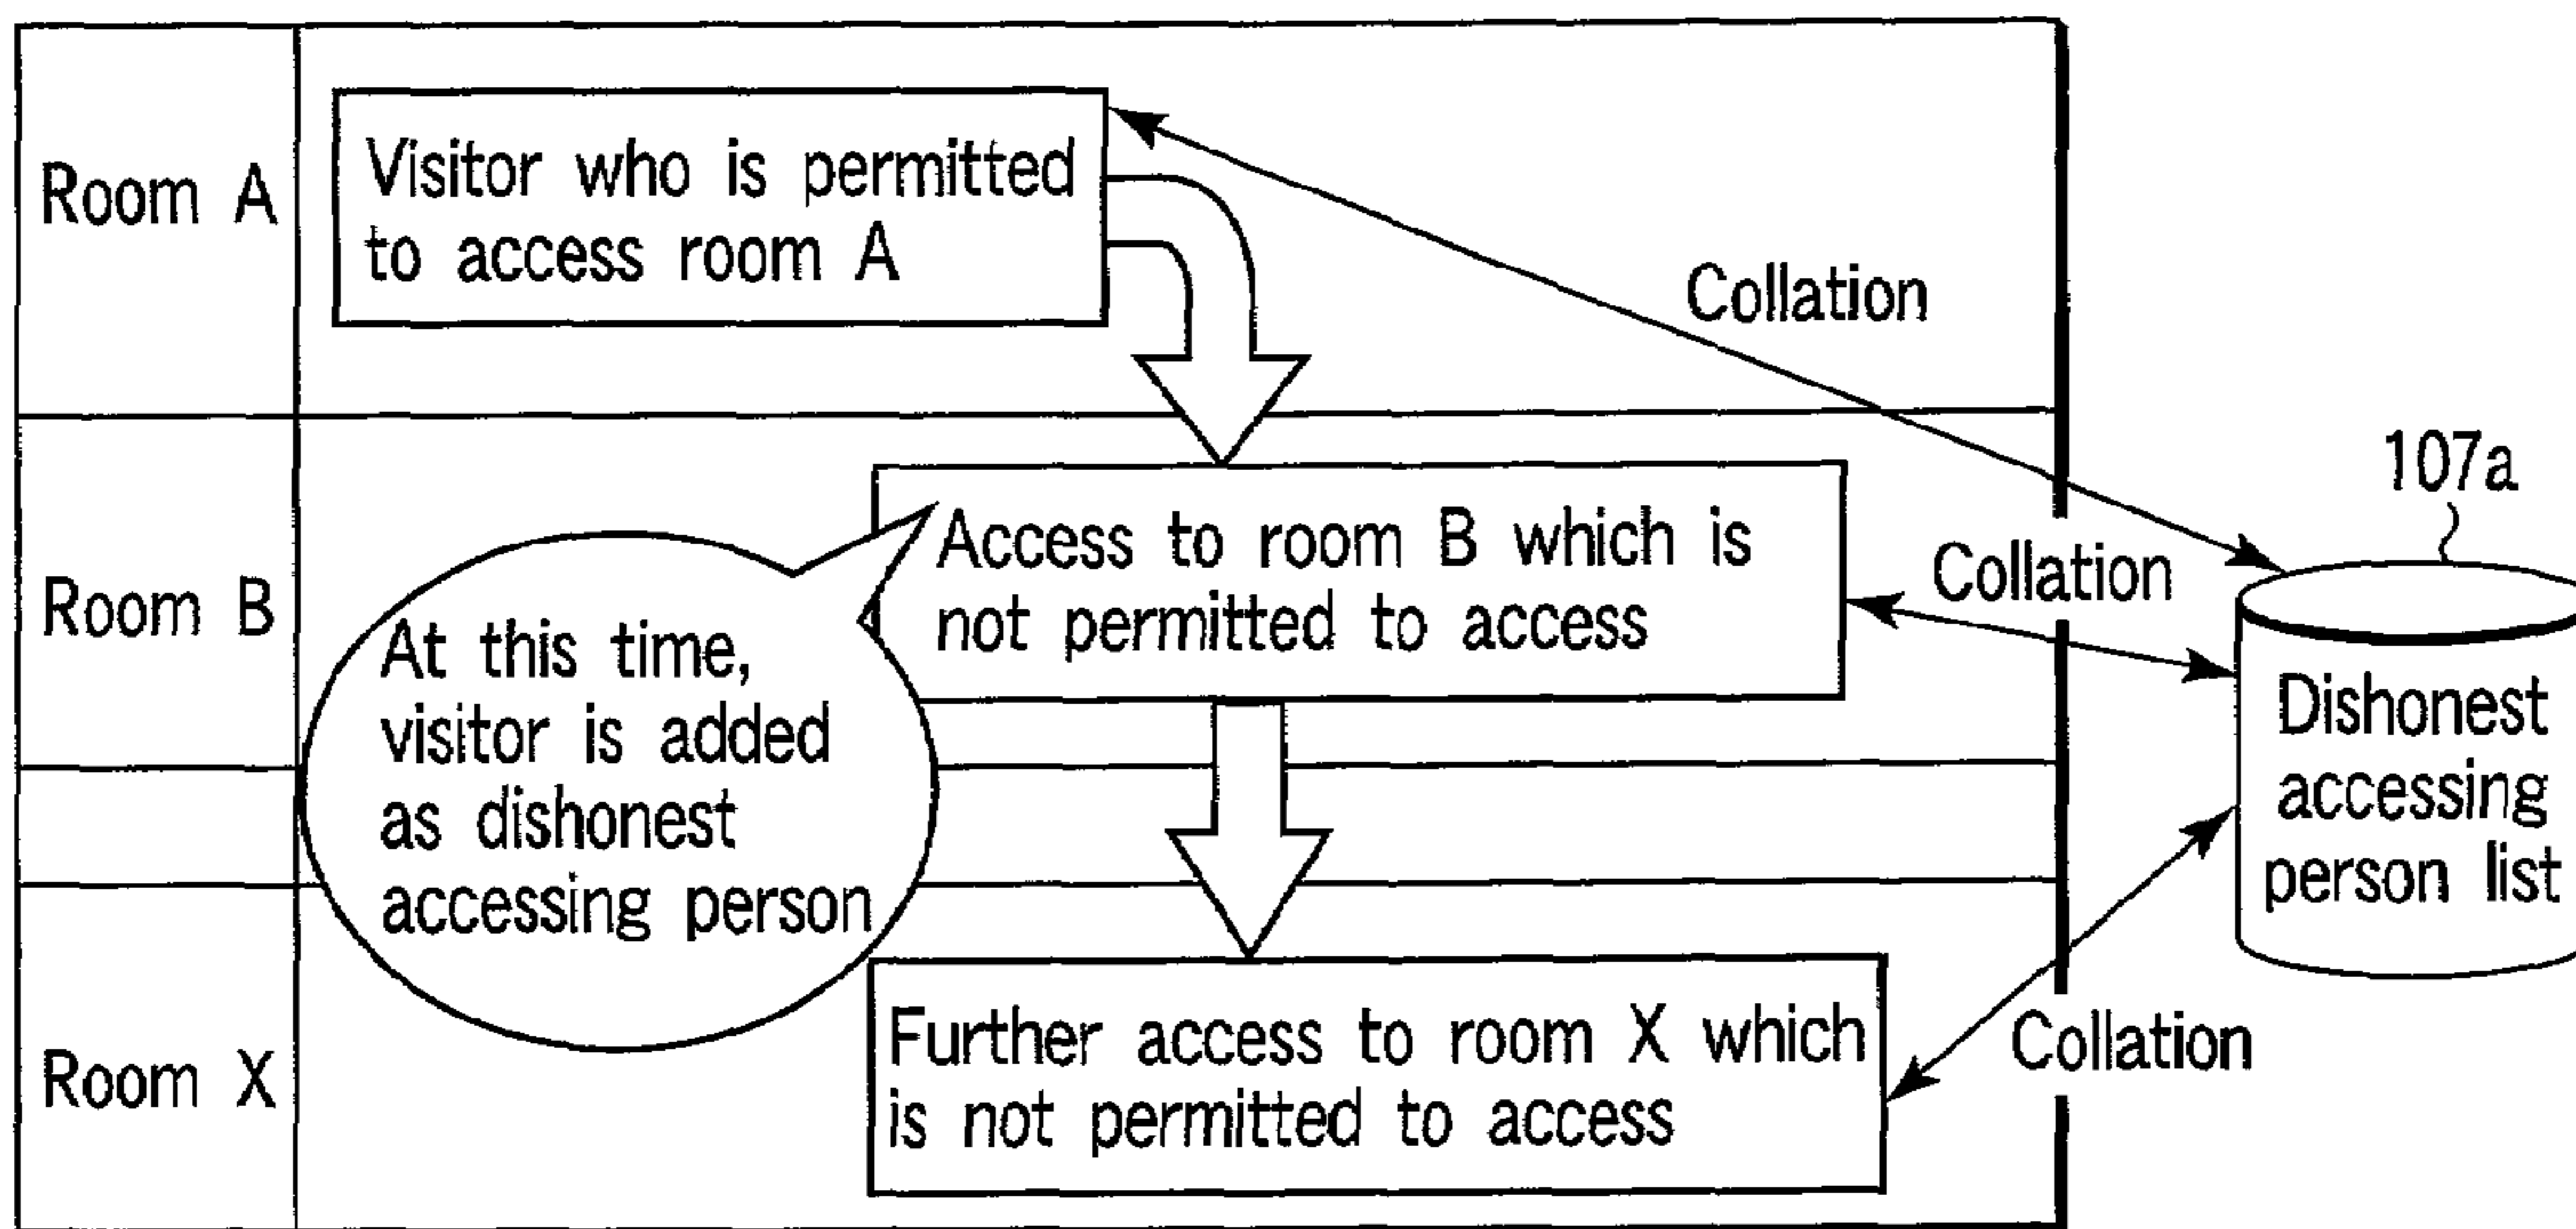 Room A
Visitor who is permitted
to access room A
Collation
Room B
Access to room B which is
not permitted to access
Collation
107a
At this time,
visitor is added
as dishonest
accessing person
Dishonest
accessing
person list
Room X
Further access to room X which
is not permitted to access
Collation